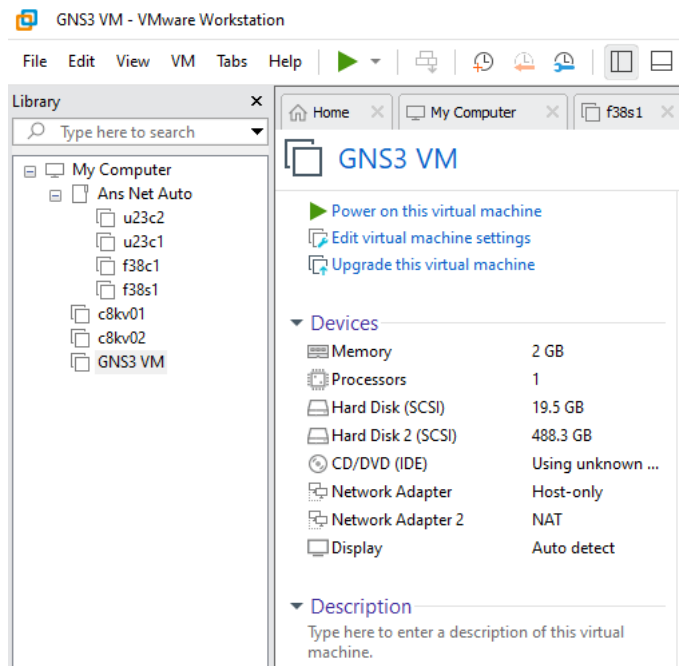 GNS3 VM - VMware Workstation
File Edit View VM Tabs Help
Library
Type here to search
My Computer
Ans Net Auto
u23c2
u23c1
f38c1
f38s1
c8kv01
c8kv02
GNS3 VM
Home My Computer f38s1
GNS3 VM
Power on this virtual machine
Edit virtual machine settings
Upgrade this virtual machine
Devices
Memory 2 GB
Processors 1
Hard Disk (SCSI) 19.5 GB
Hard Disk 2 (SCSI) 488.3 GB
CD/DVD (IDE) Using unknown ...
Network Adapter Host-only
Network Adapter 2 NAT
Display Auto detect
Description
Type here to enter a description of this virtual
machine.